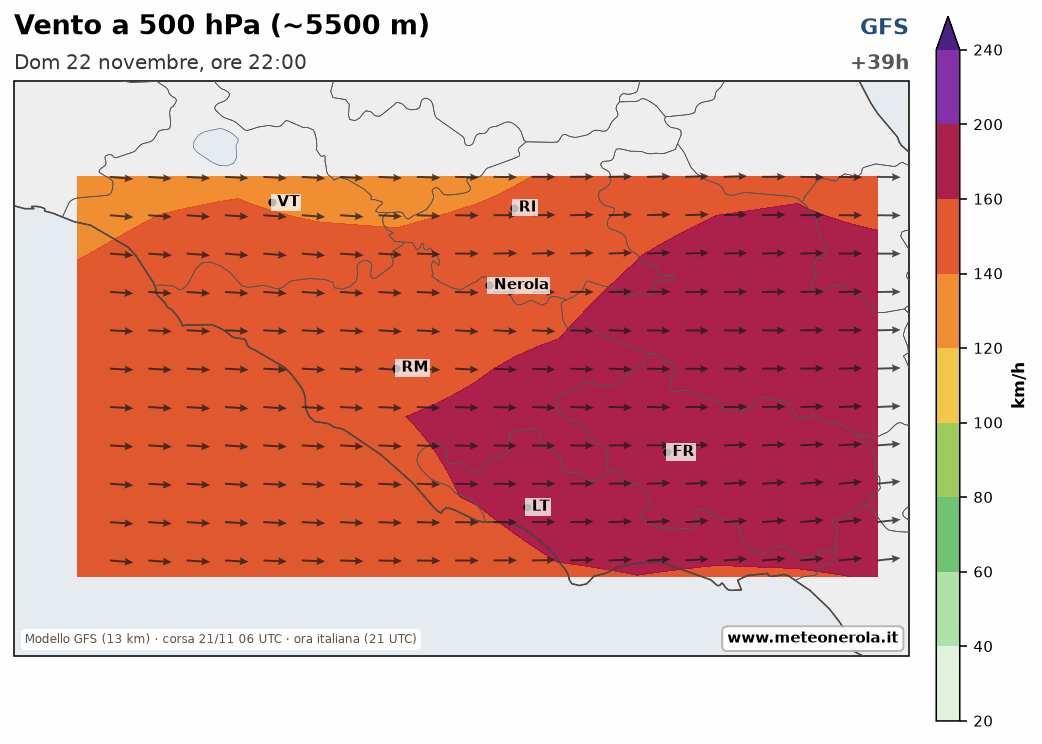 Vento a 500 hPa (~5500 m)
GFS
Dom 22 novembre, ore 22:00
+39h
VT
RI
Nerola
RM
FR
LT
240
200
160
140
120
100
80
60
40
20
km/h
Modello GFS (13 km) · corsa 21/11 06 UTC · ora italiana (21 UTC)
www.meteonerola.it